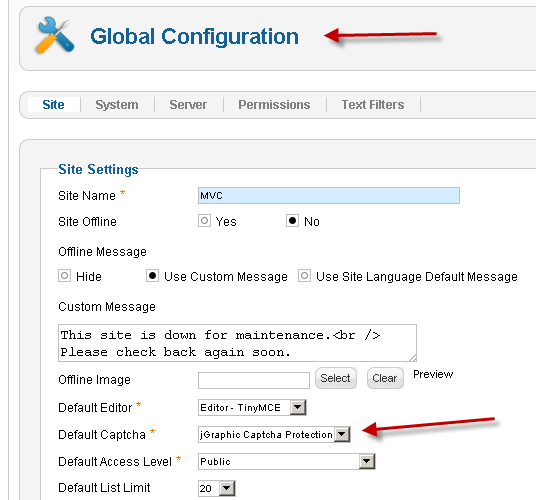 Global Configuration
Site System Server Permissions Text Filters
Site Settings
Site Name * MVC
Site Offline Yes No
Offline Message
Hide Use Custom Message Use Site Language Default Message
Custom Message
This site is down for maintenance.<br />
Please check back again soon.
Offline Image Select Clear Preview
Default Editor * Editor - TinyMCE
Default Captcha * jGraphic Captcha Protection
Default Access Level * Public
Default List Limit 20